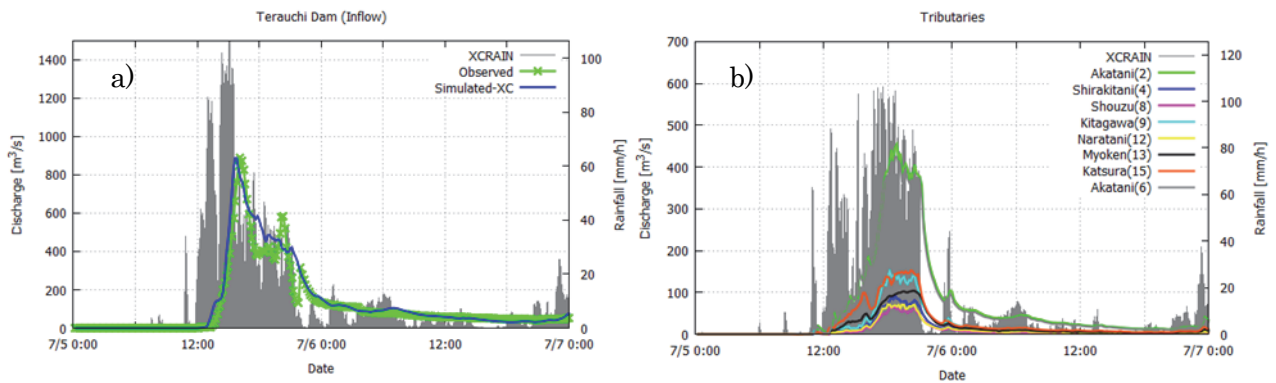 Terauchi Dam (Inflow)
a)
XCRAIN
Observed
Simulated-XC
Discharge [m³/s]
1400
1200
1000
800
600
400
200
0
Rainfall [mm/h]
100
80
60
40
20
0
7/5 0:00
12:00
7/6 0:00
12:00
7/7 0:00
Date
Tributaries
b)
XCRAIN
Akatani(2)
Shirakitani(4)
Shouzu(8)
Kitagawa(9)
Naratani(12)
Myoken(13)
Katsura(15)
Akatani(6)
Discharge [m³/s]
700
600
500
400
300
200
100
0
Rainfall [mm/h]
120
100
80
60
40
20
0
7/5 0:00
12:00
7/6 0:00
12:00
7/7 0:00
Date